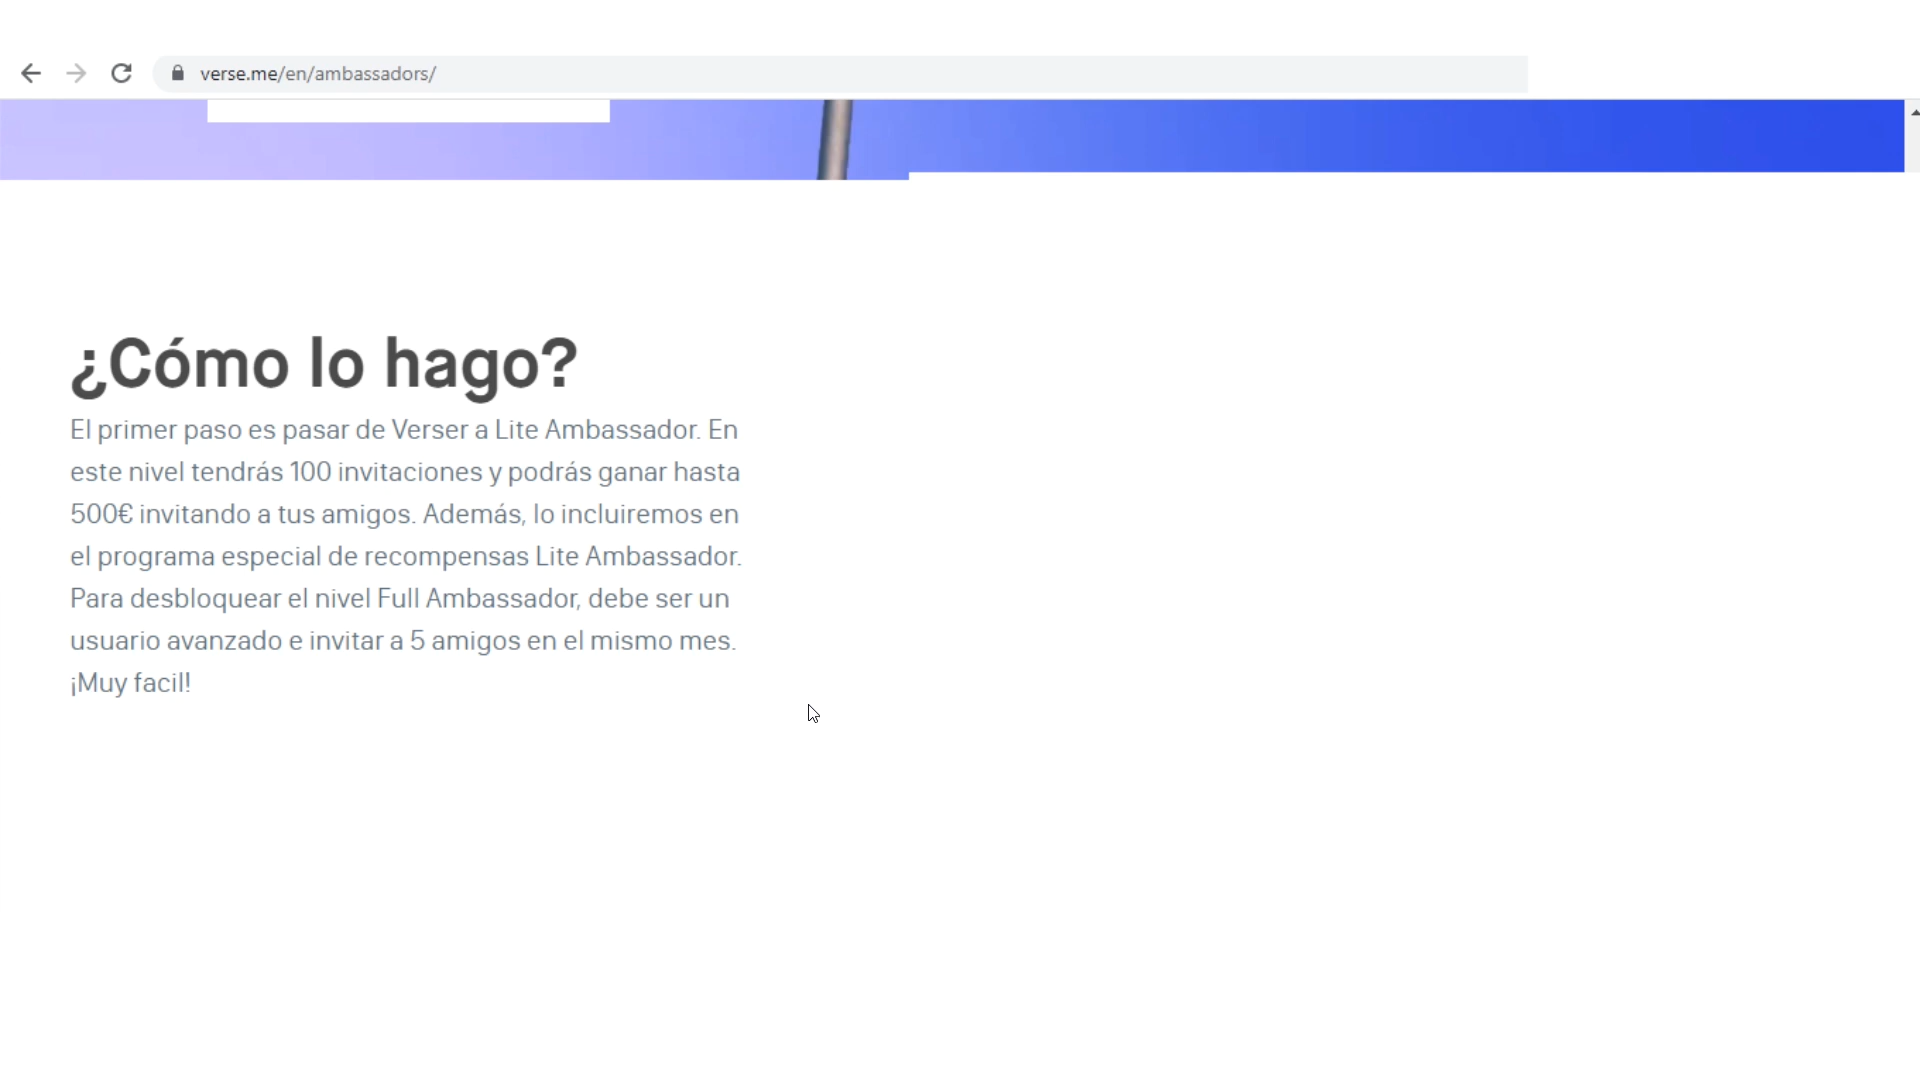 verse.me/en/ambassadors/
¿Cómo lo hago?
El primer paso es pasar de Verser a Lite Ambassador. En
este nivel tendrás 100 invitaciones y podrás ganar hasta
500€ invitando a tus amigos. Además, lo incluiremos en
el programa especial de recompensas Lite Ambassador.
Para desbloquear el nivel Full Ambassador, debe ser un
usuario avanzado e invitar a 5 amigos en el mismo mes.
¡Muy facil!